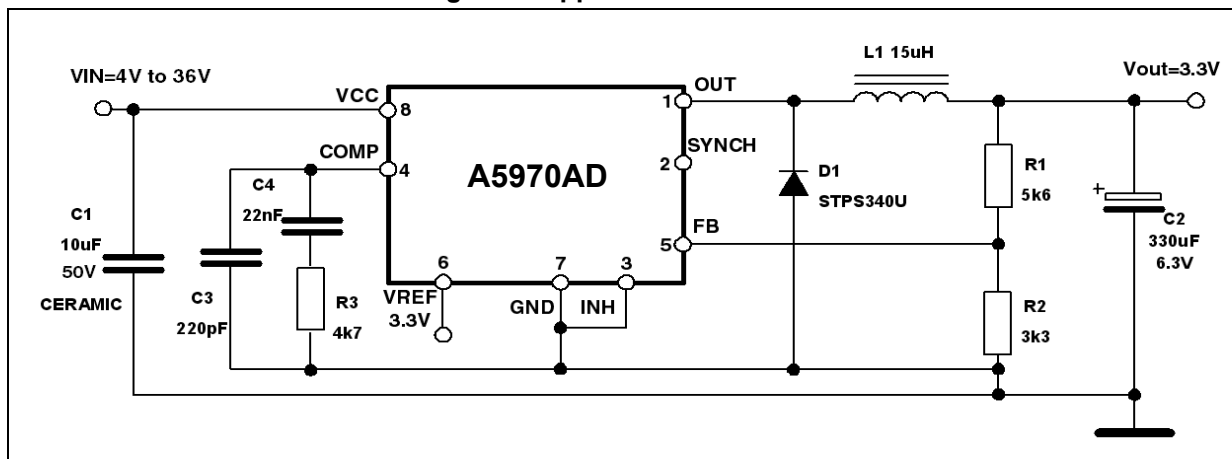 VIN=4V to 36V
VCC
8
COMP
4
C4
22nF
C1
10uF
50V
CERAMIC
C3
220pF
R3
4k7
A5970AD
6
VREF
3.3V
7
GND
3
INH
OUT
1
SYNCH
2
FB
5
L1 15uH
D1
STPS340U
Vout=3.3V
R1
5k6
R2
3k3
+
C2
330uF
6.3V